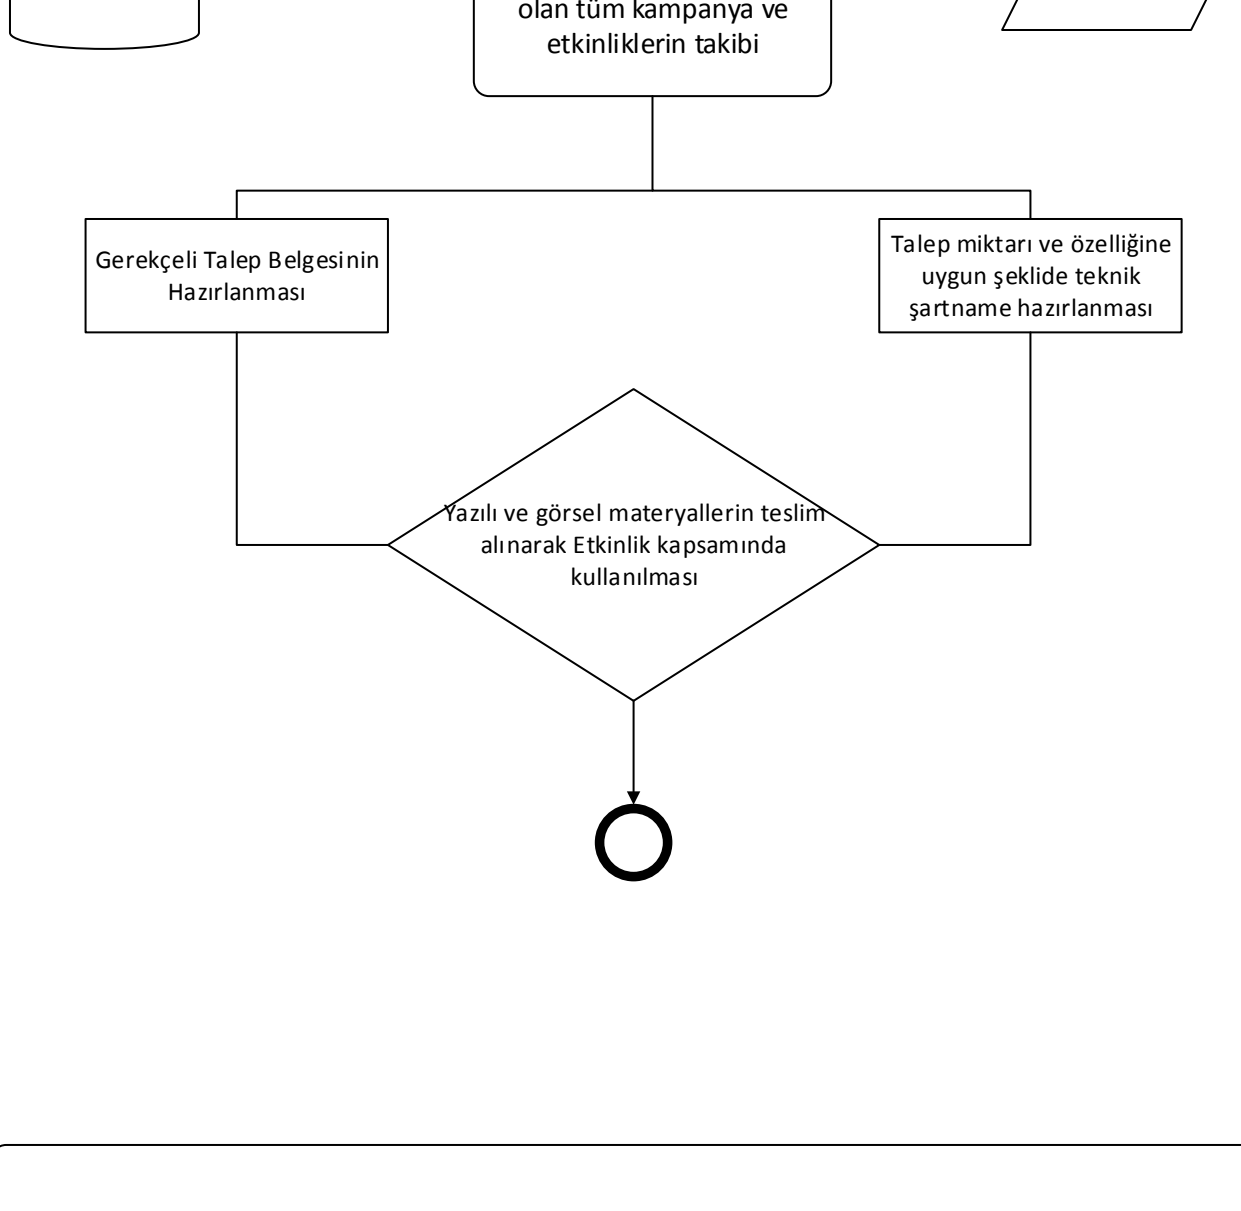 olan tüm kampanya ve
etkinliklerin takibi
Gerekçeli Talep Belgesinin
Hazırlanması
Talep miktarı ve özelliğine
uygun şeklide teknik
şartname hazırlanması
Yazılı ve görsel materyallerin teslim
alınarak Etkinlik kapsamında
kullanılması